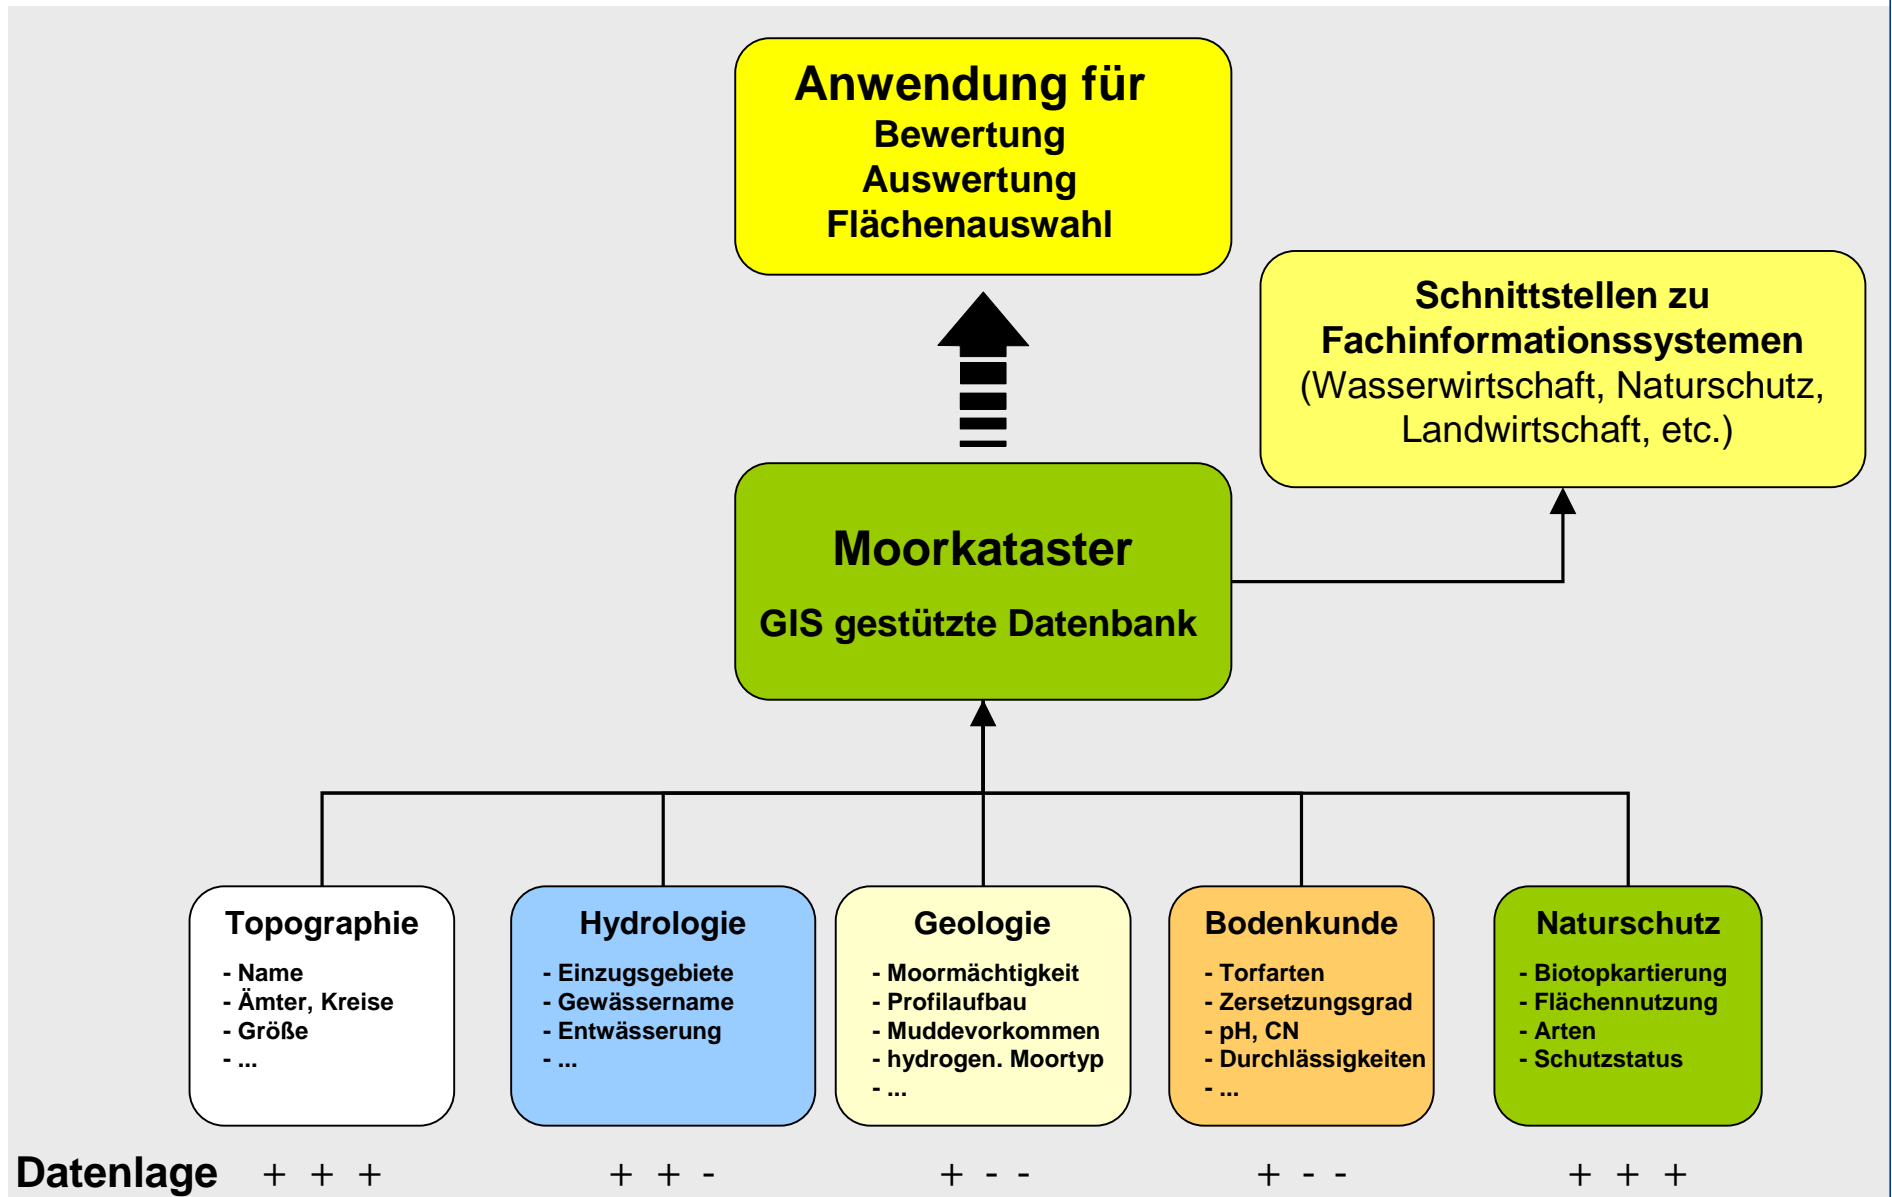 Anwendung für
Bewertung
Auswertung
Flächenauswahl
Schnittstellen zu
Fachinformationssystemen
(Wasserwirtschaft, Naturschutz,
Landwirtschaft, etc.)
Moorkataster
GIS gestützte Datenbank
Topographie
- Name
- Ämter, Kreise
- Größe
- ...
Hydrologie
- Einzugsgebiete
- Gewässername
- Entwässerung
- ...
Geologie
- Moormächtigkeit
- Profilaufbau
- Muddevorkommen
- hydrogen. Moortyp
- ...
Bodenkunde
- Torfarten
- Zersetzungsgrad
- pH, CN
- Durchlässigkeiten
- ...
Naturschutz
- Biotopkartierung
- Flächennutzung
- Arten
- Schutzstatus
Datenlage + + + + + - + - - + - - + + +